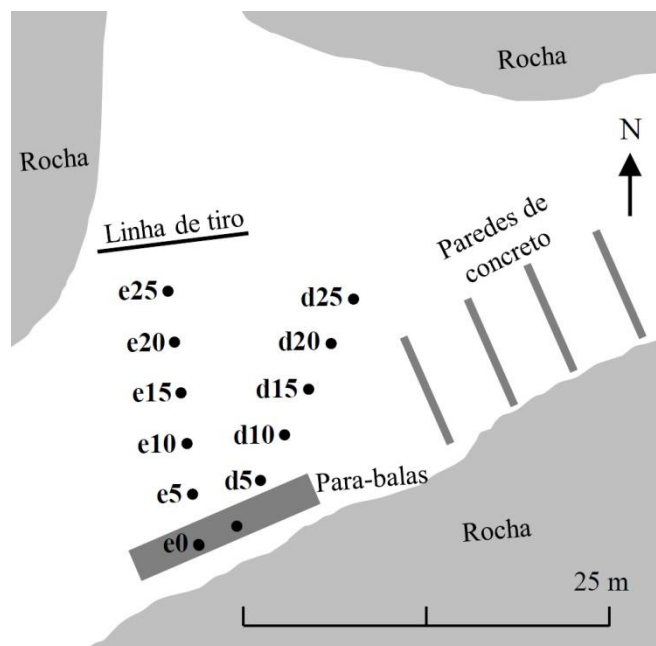 Rocha
Rocha
N
Linha de tiro
Paredes de
concreto
e25
d25
e20
d20
e15
d15
e10
d10
e5
d5
Para-balas
e0
Rocha
25 m